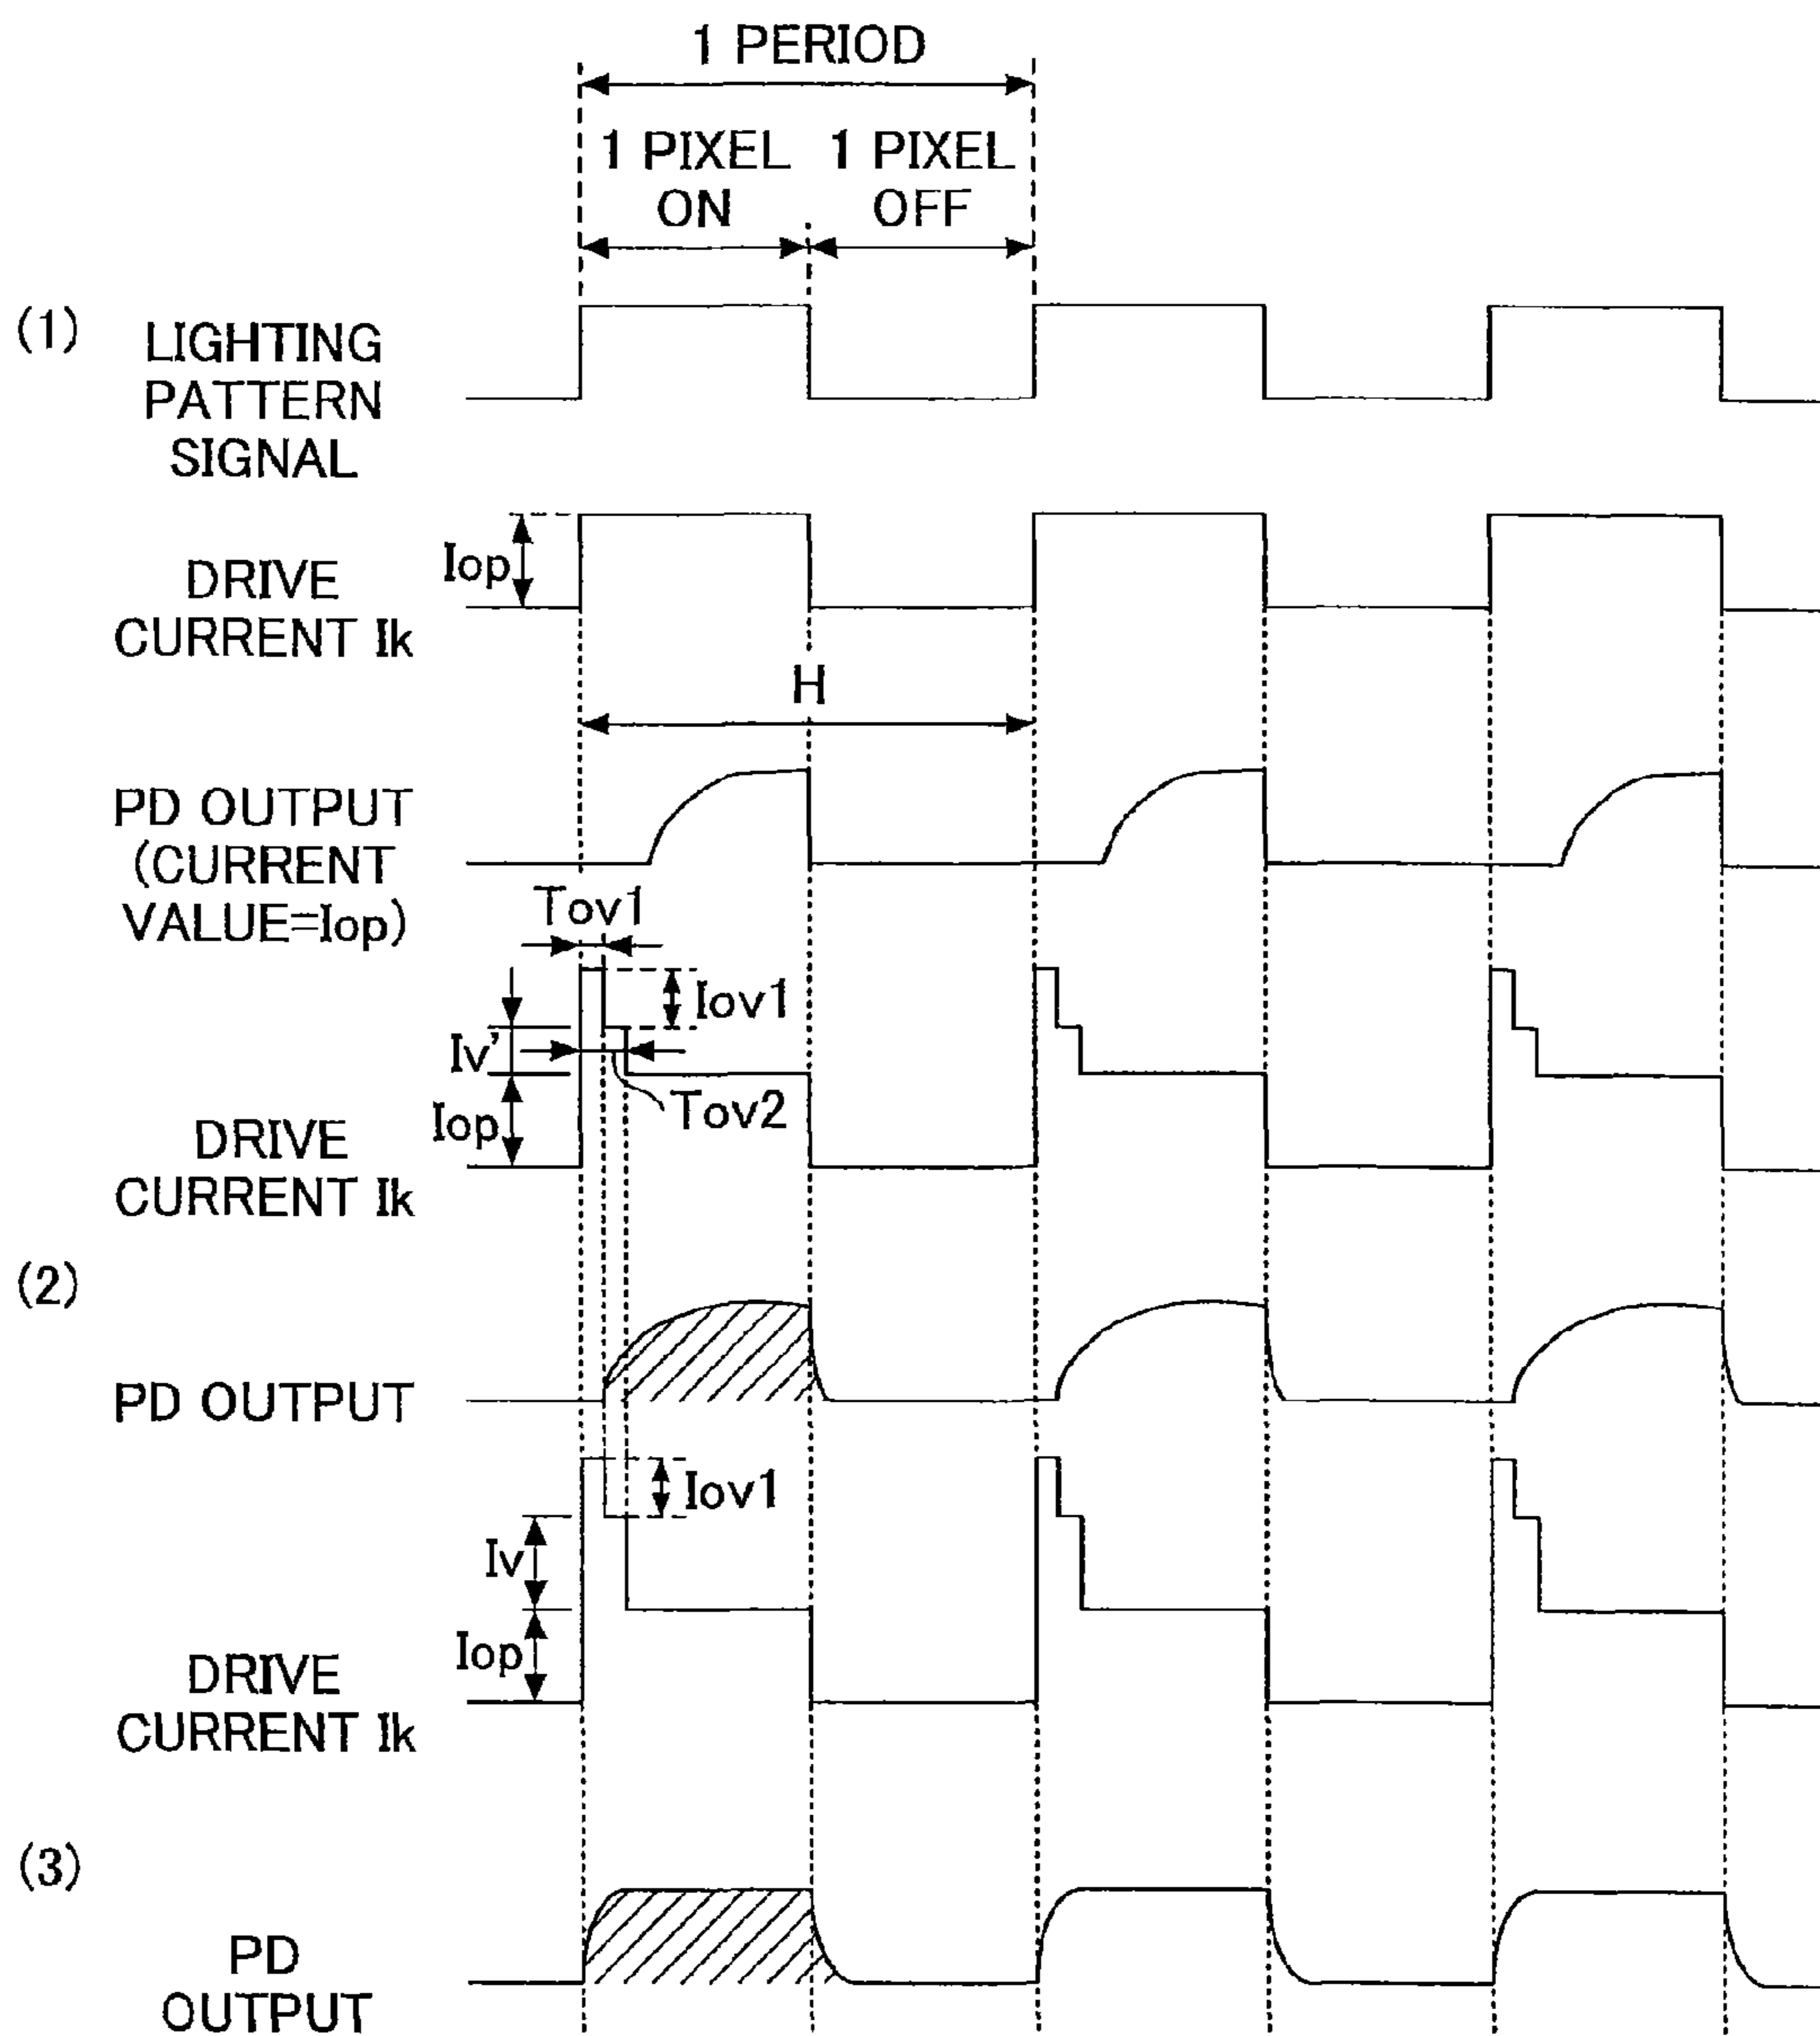 1 PERIOD
1 PIXEL ON
1 PIXEL OFF
(1)
LIGHTING
PATTERN
SIGNAL
Iop
DRIVE
CURRENT Ik
H
PD OUTPUT
(CURRENT
VALUE=Iop)
Tov1
Iov1
Iv'
Tov2
Iop
DRIVE
CURRENT Ik
(2)
PD OUTPUT
Iov1
Iv
Iop
DRIVE
CURRENT Ik
(3)
PD
OUTPUT